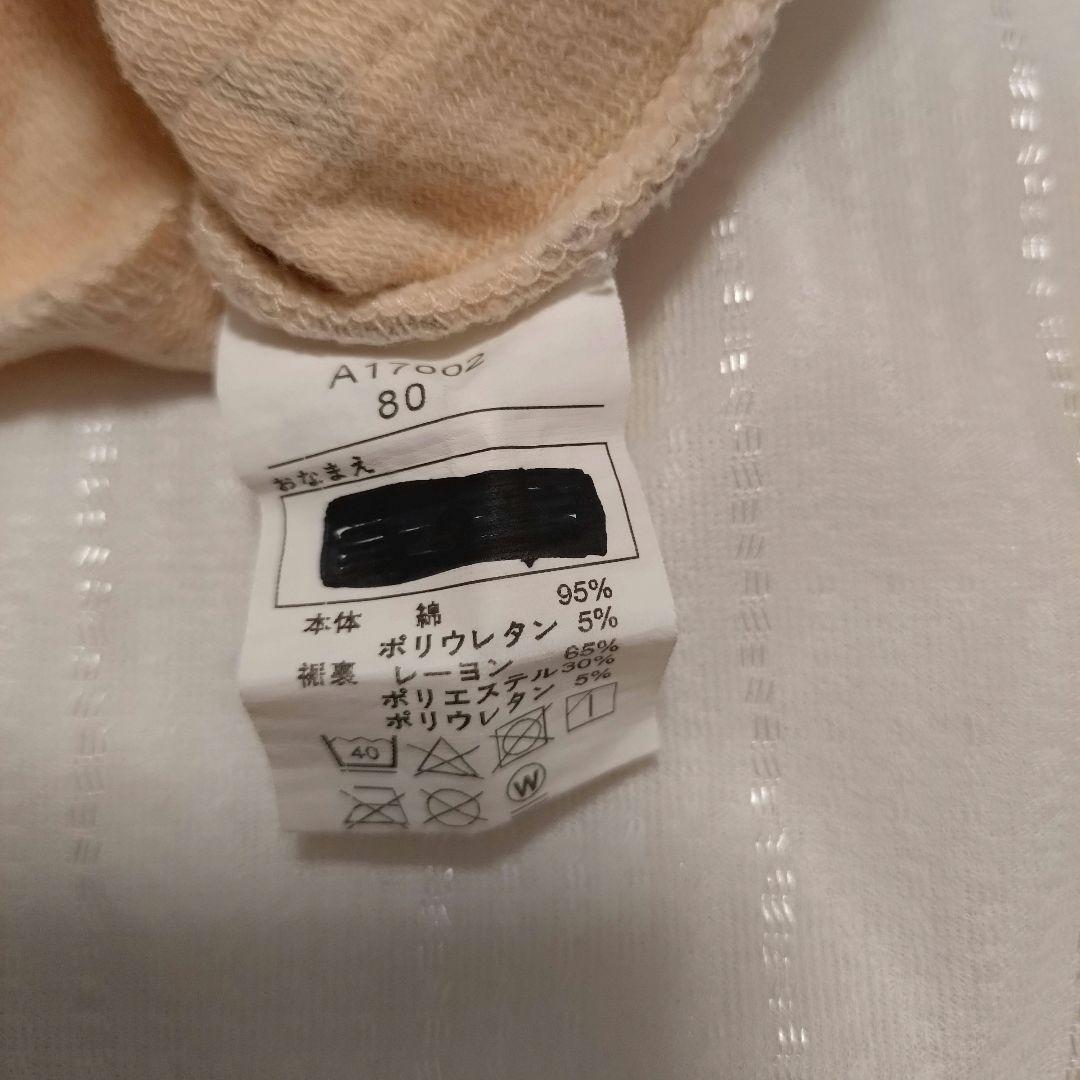 A17602
80
おなまえ
本体 綿 95%
ポリウレタン 5%
裾裏 レーヨン 65%
ポリエステル 30%
ポリウレタン 5%
40
W